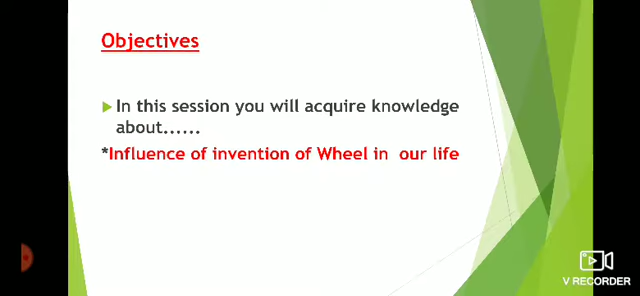 Objectives
In this session you will acquire knowledge
about......
*Influence of invention of Wheel in our life
V RECORDER